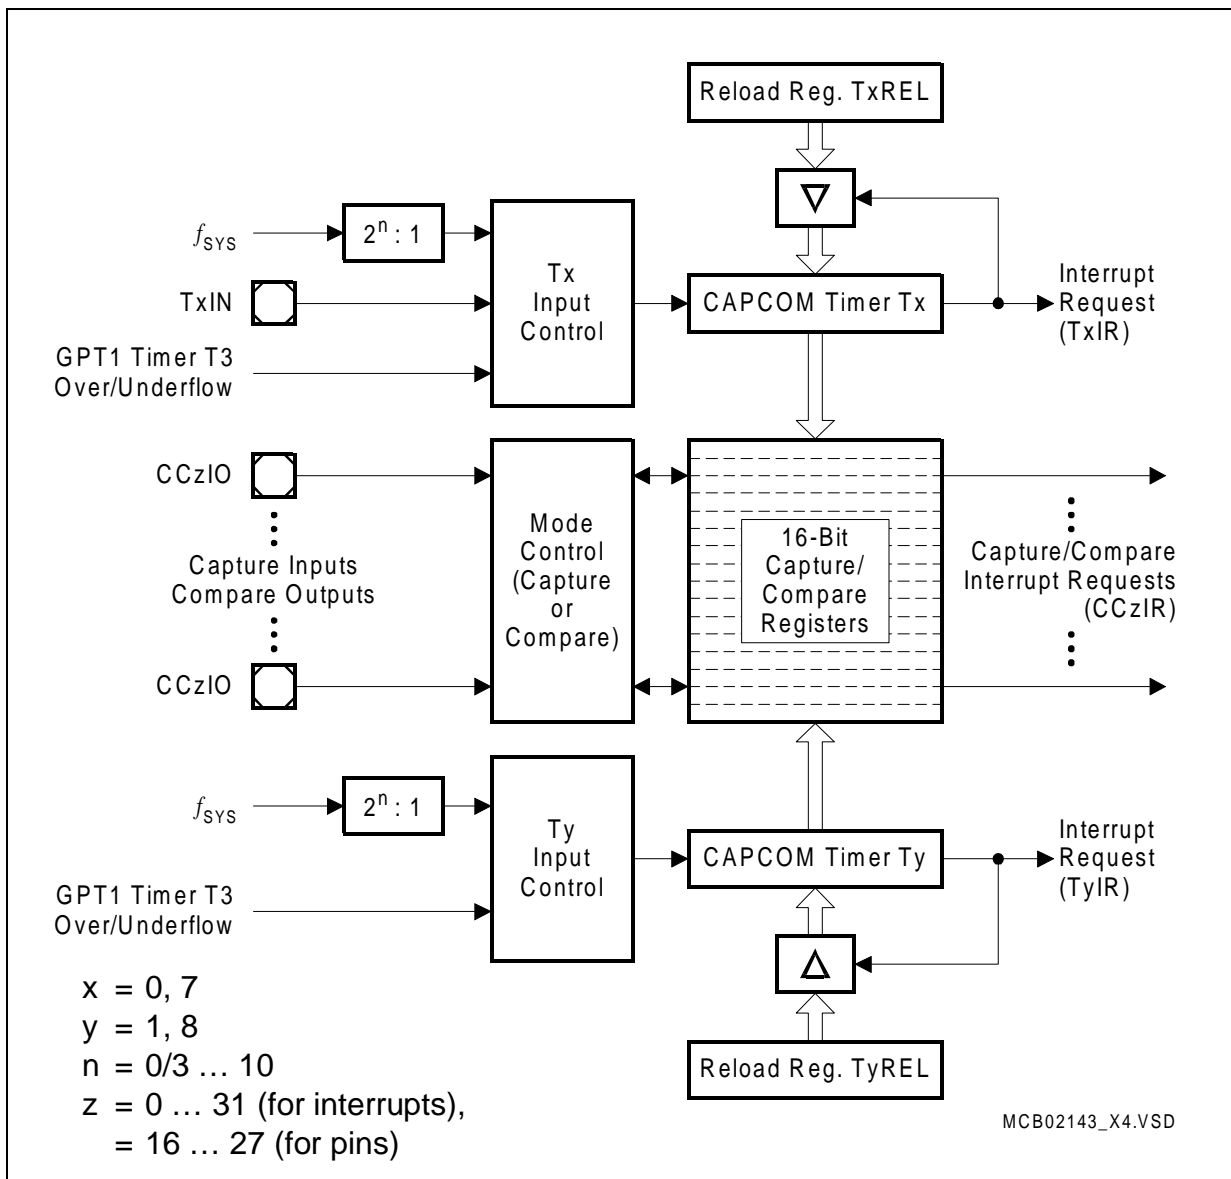 Reload Reg. TxREL
fSYS
2n : 1
TxIN
GPT1 Timer T3
Over/Underflow
Tx
Input
Control
CAPCOM Timer Tx
Interrupt
Request
(TxIR)
CCzIO
Capture Inputs
Compare Outputs
CCzIO
Mode
Control
(Capture
or
Compare)
16-Bit
Capture/
Compare
Registers
Capture/Compare
Interrupt Requests
(CCzIR)
fSYS
2n : 1
GPT1 Timer T3
Over/Underflow
Ty
Input
Control
CAPCOM Timer Ty
Interrupt
Request
(TyIR)
Reload Reg. TyREL
x = 0, 7
y = 1, 8
n = 0/3 … 10
z = 0 … 31 (for interrupts),
= 16 … 27 (for pins)
MCB02143_X4.VSD